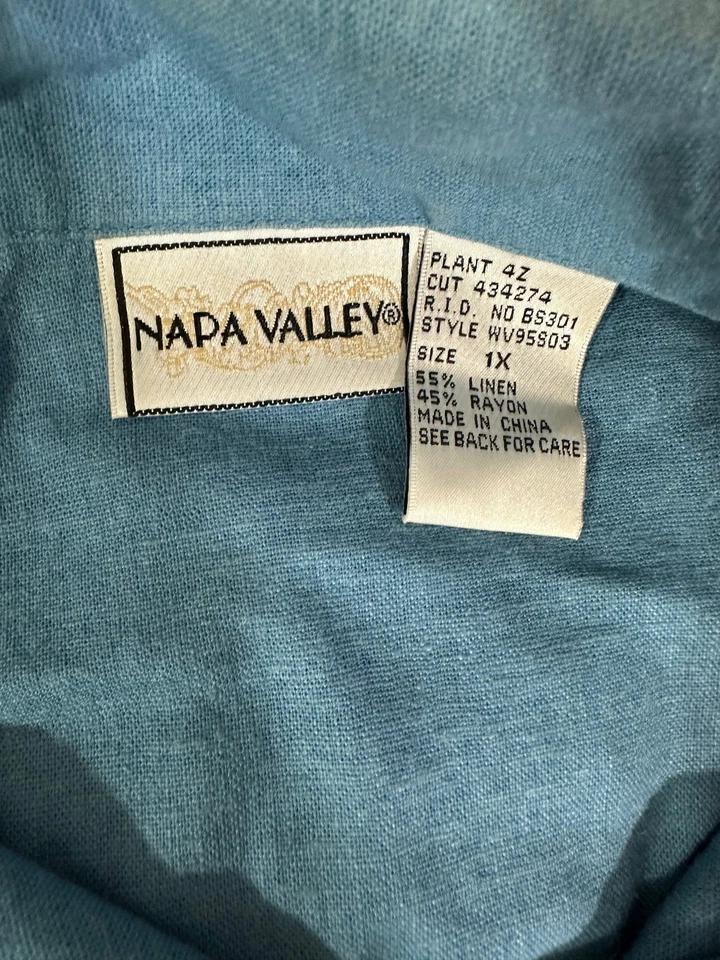 NAPA VALLEY®
PLANT 4Z
CUT 434274
R.I.D. NO BS301
STYLE WV95S03
SIZE 1X
55% LINEN
45% RAYON
MADE IN CHINA
SEE BACK FOR CARE